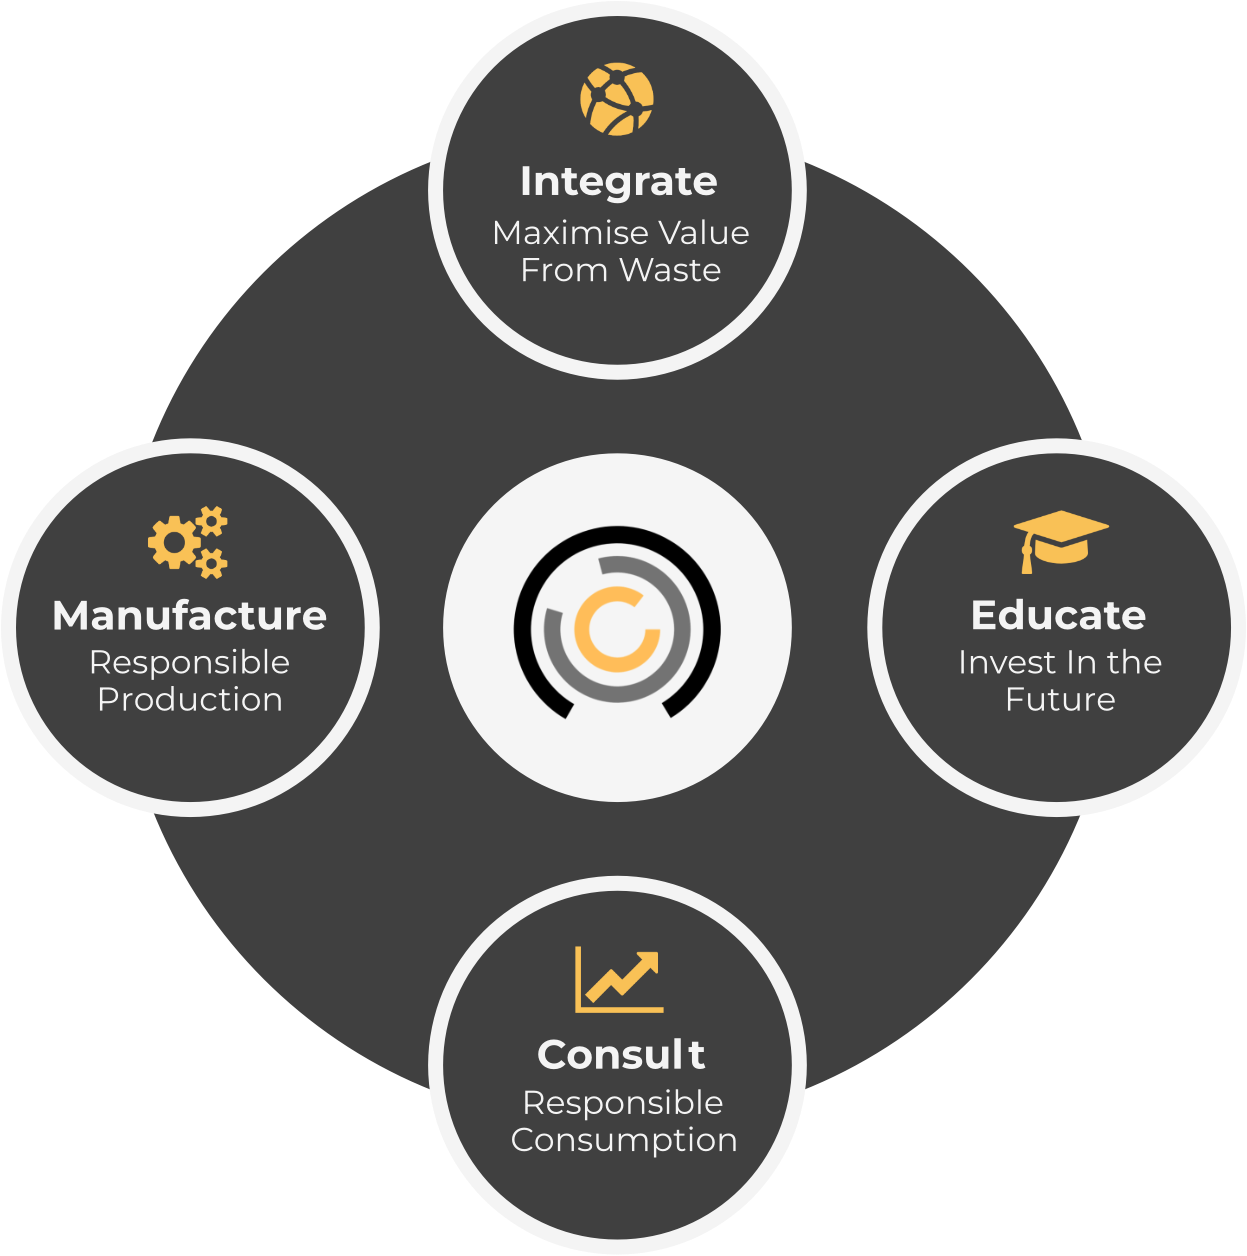 Integrate
Maximise Value
From Waste
Manufacture
Responsible
Production
Educate
Invest In the
Future
Consult
Responsible
Consumption